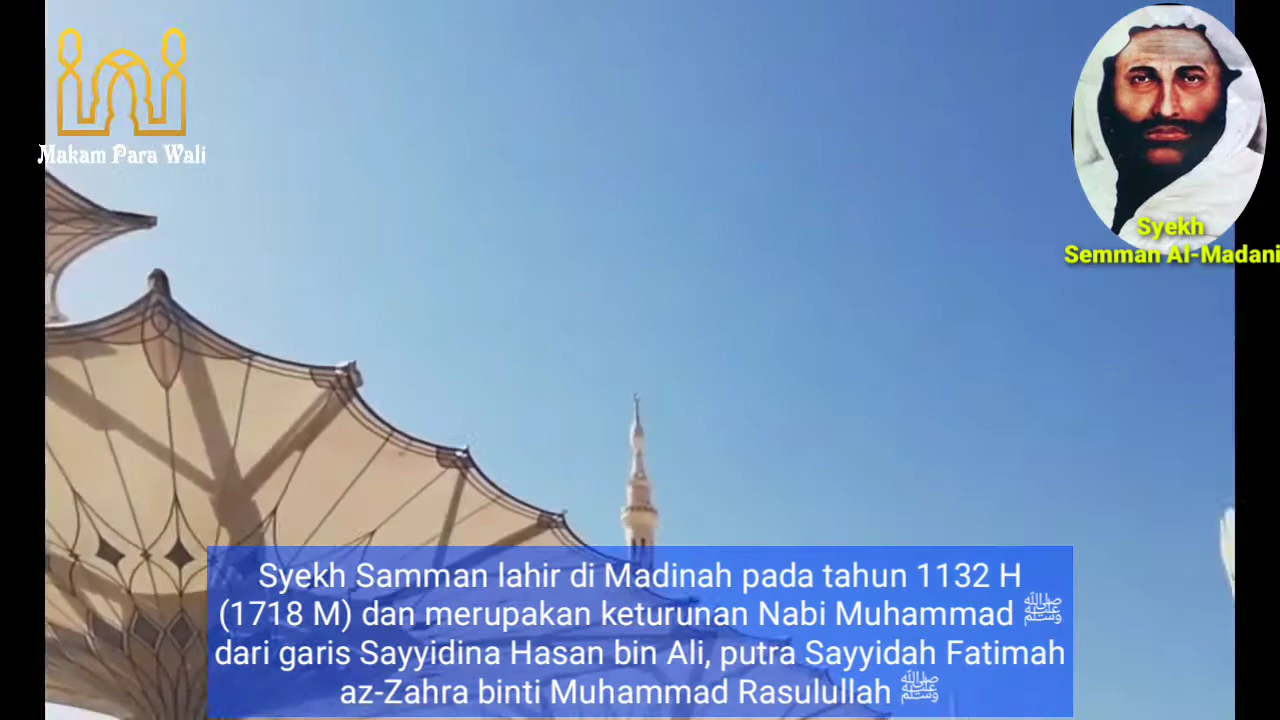 Makam Para Wali
Syekh
Semman Al-Madani
Syekh Samman lahir di Madinah pada tahun 1132 H
(1718 M) dan merupakan keturunan Nabi Muhammad ﷺ
dari garis Sayyidina Hasan bin Ali, putra Sayyidah Fatimah
az-Zahra binti Muhammad Rasulullah ﷺ